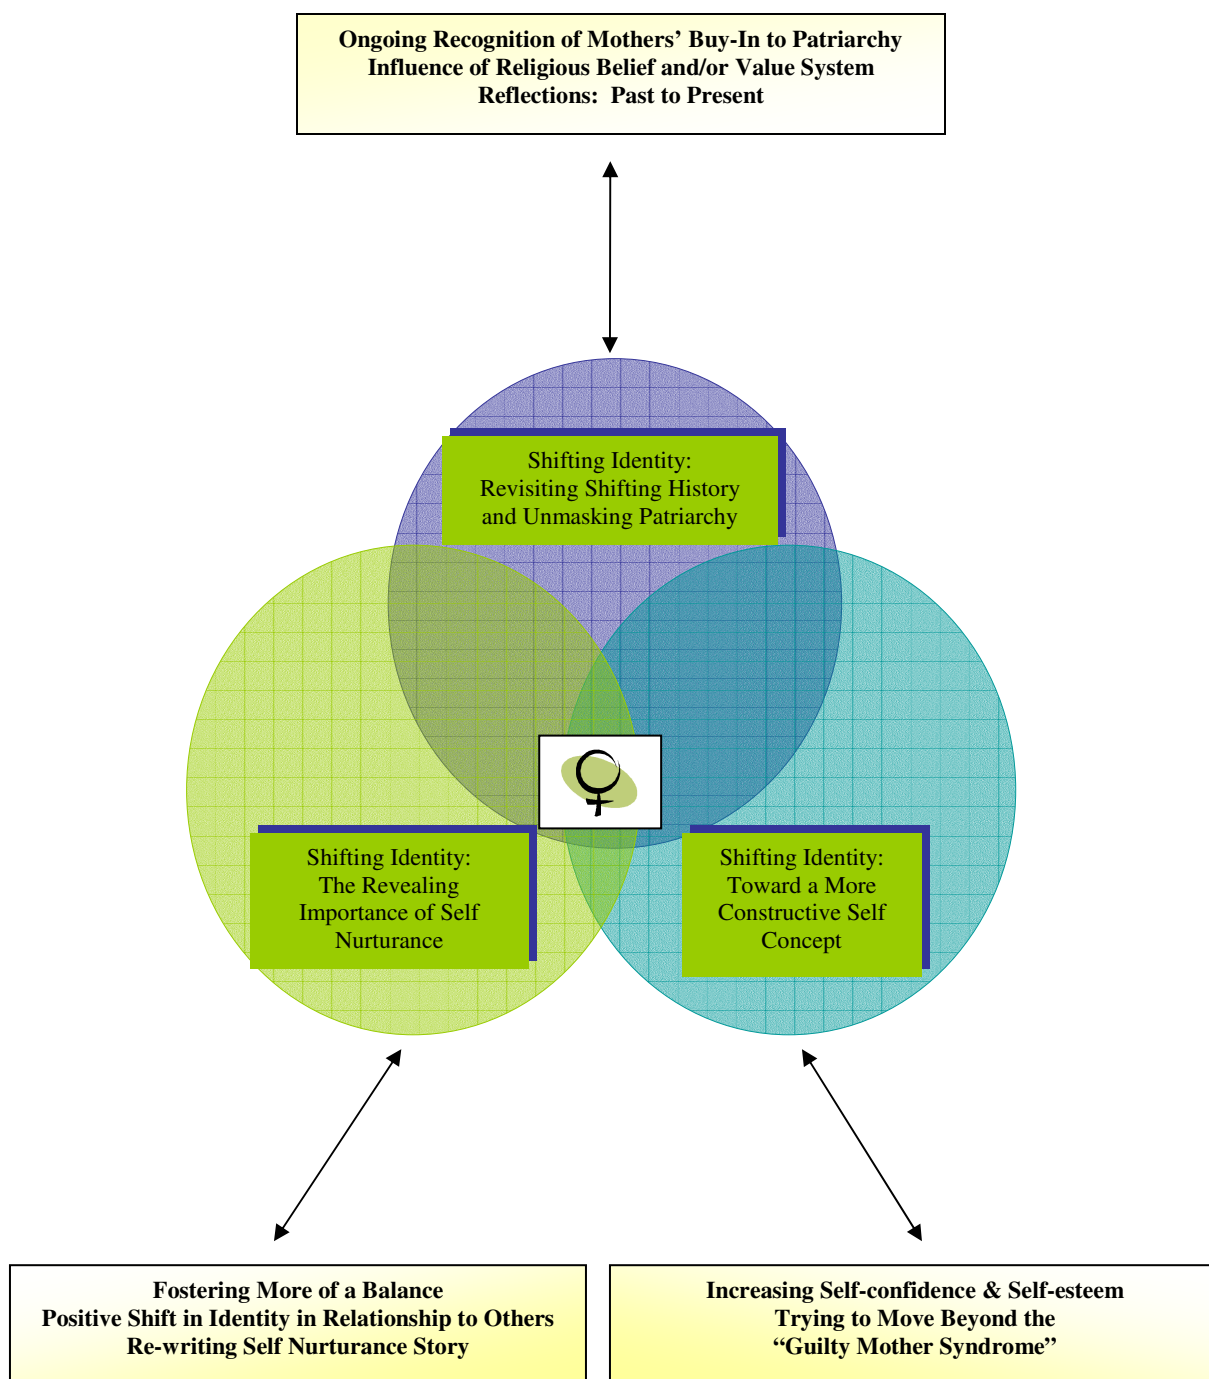 Ongoing Recognition of Mothers’ Buy-In to Patriarchy
Influence of Religious Belief and/or Value System
Reflections:  Past to Present
Shifting Identity:
Revisiting Shifting History
and Unmasking Patriarchy
Shifting Identity:
The Revealing
Importance of Self
Nurturance
Shifting Identity:
Toward a More
Constructive Self
Concept
Fostering More of a Balance
Positive Shift in Identity in Relationship to Others
Re-writing Self Nurturance Story
Increasing Self-confidence & Self-esteem
Trying to Move Beyond the
“Guilty Mother Syndrome”